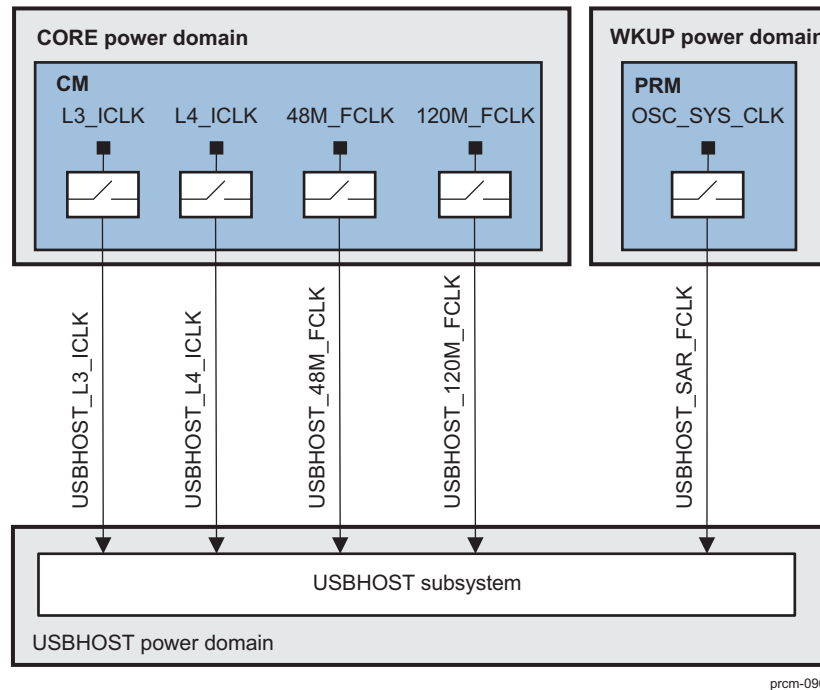 CORE power domain
WKUP power domain
CM
PRM
L3_ICLK L4_ICLK 48M_FCLK 120M_FCLK
OSC_SYS_CLK
USBHOST_L3_ICLK
USBHOST_L4_ICLK
USBHOST_48M_FCLK
USBHOST_120M_FCLK
USBHOST_SAR_FCLK
USBHOST subsystem
USBHOST power domain